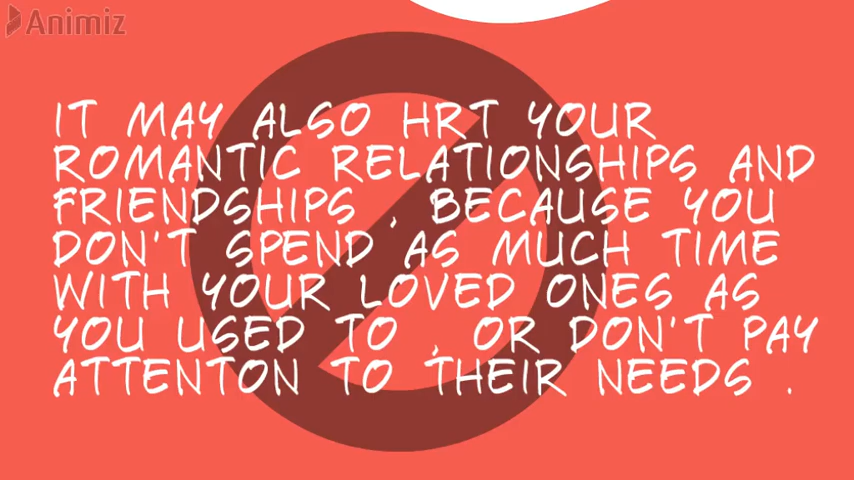 Animiz
IT MAY ALSO HRT YOUR
ROMANTIC RELATIONSHIPS AND
FRIENDSHIPS , BECAUSE YOU
DON'T SPEND AS MUCH TIME
WITH YOUR LOVED ONES AS
YOU USED TO , OR DON'T PAY
ATTENTON TO THEIR NEEDS .